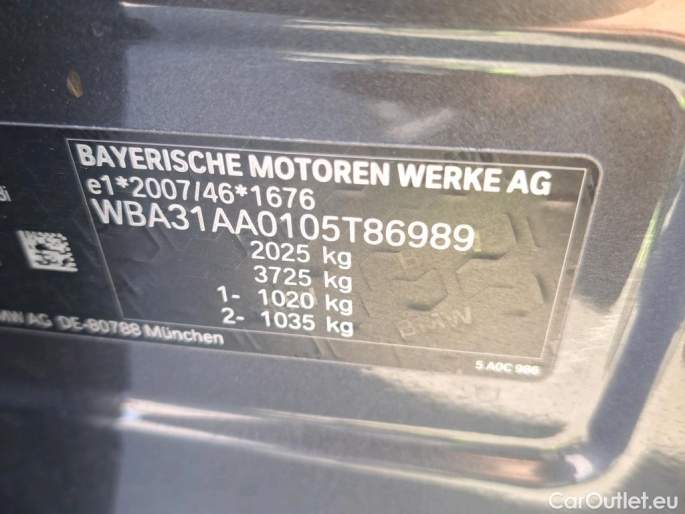 BAYERISCHE MOTOREN WERKE AG
e1*2007/46*1676
WBA31AA0105T86989
2025 kg
3725 kg
1- 1020 kg
2- 1035 kg
BMW
AG DE-80788 München
5 A0C 986
CarOutlet.eu